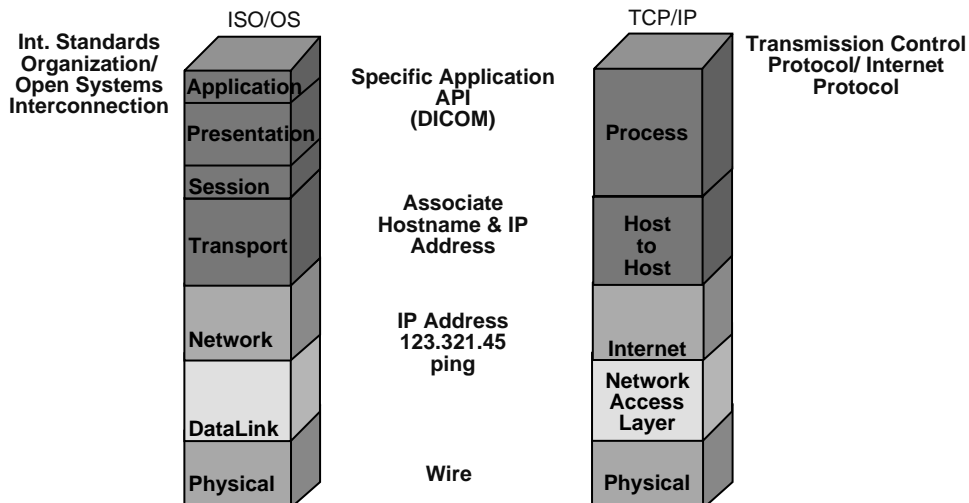 ISO/OS
Int. Standards
Organization/
Open Systems
Interconnection
Application
Presentation
Session
Transport
Network
DataLink
Physical
Specific Application
API
(DICOM)
Associate
Hostname & IP
Address
IP Address
123.321.45
ping
Wire
TCP/IP
Transmission Control
Protocol/ Internet
Protocol
Process
Host
to
Host
Internet
Network
Access
Layer
Physical